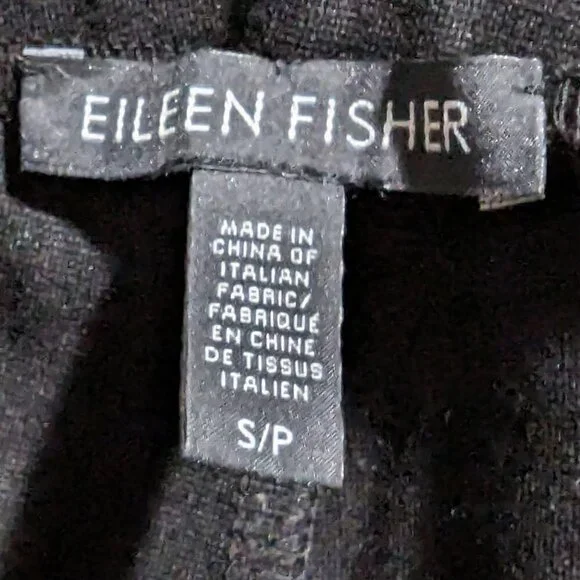 EILEEN FISHER
MADE IN
CHINA OF
ITALIAN
FABRIC/
FABRIQUÉ
EN CHINE
DE TISSUS
ITALIEN
S/P